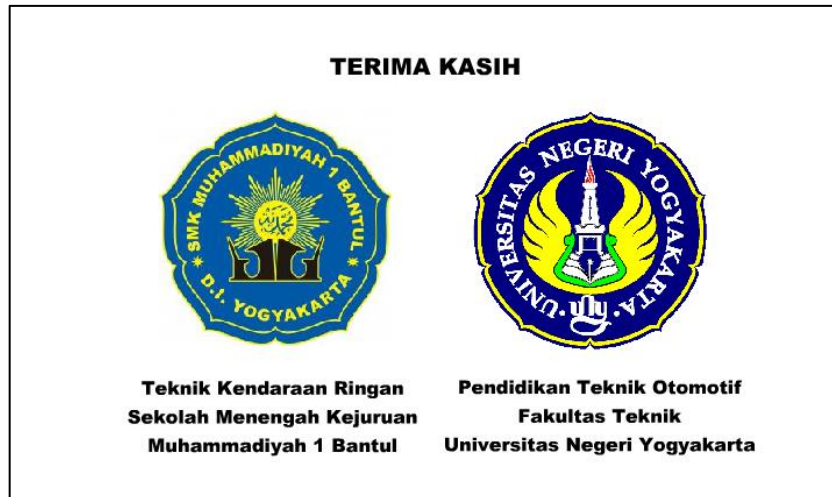 TERIMA KASIH
SMK MUHAMMADIYAH 1 BANTUL
D.I. YOGYAKARTA
UNIVERSITAS NEGERI YOGYAKARTA
Teknik Kendaraan Ringan
Sekolah Menengah Kejuruan
Muhammadiyah 1 Bantul
Pendidikan Teknik Otomotif
Fakultas Teknik
Universitas Negeri Yogyakarta